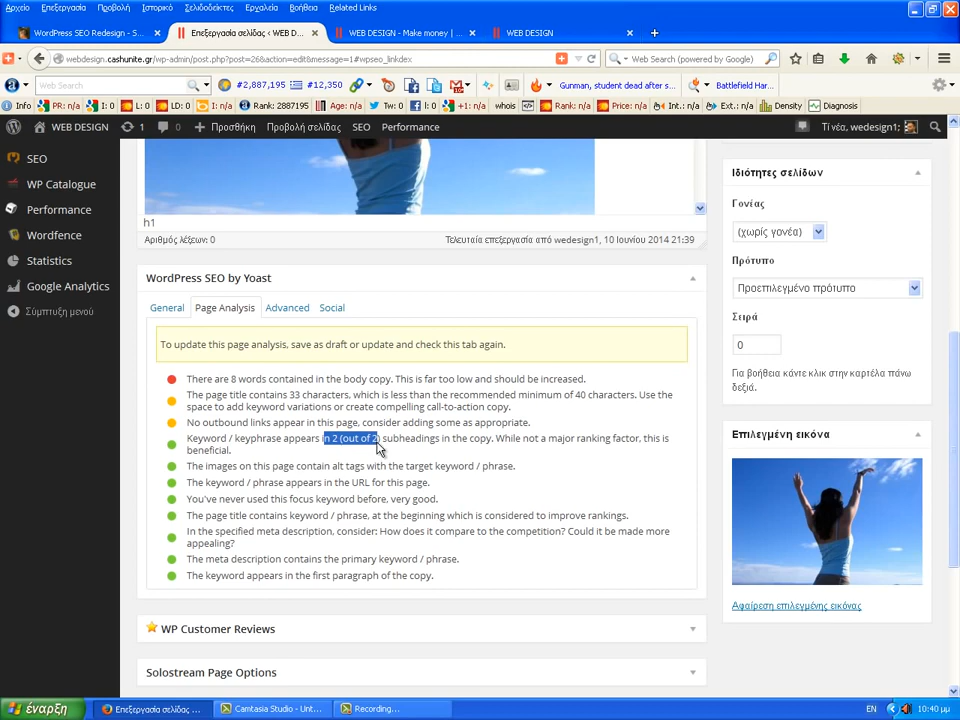 Αρχείο Επεξεργασία Προβολή Ιστορικό Σελιδοδείκτες Εργαλεία Βοήθεια Related Links
WordPress SEO Redesign - S... Επεξεργασία σελίδας ‹ WEB D... WEB DESIGN - Make money | ... WEB DESIGN
webdesign.cashunite.gr/wp-admin/post.php?post=26&action=edit&message=1#wpseo_linkdex Web Search (powered by Google)
Web Search #2,887,195 #12,350 Gunman, student dead after s... Battlefield Har...
Info PR: n/a I: 0 L: 0 LD: 0 I: n/a Rank: 2887195 Age: n/a Tw: 0 l: 0 +1: n/a whois Rank: n/a Price: n/a Int.: n/a Ext.: n/a Density Diagnosis
WEB DESIGN 1 0 Προσθήκη Προβολή σελίδας SEO Performance Τί νέα, wedesign1;
SEO
WP Catalogue
Performance
Wordfence
Statistics
Google Analytics
Σύμπτυξη μενού
h1
Αριθμός λέξεων: 0 Τελευταία επεξεργασία από wedesign1, 10 Ιουνίου 2014 21:39
WordPress SEO by Yoast
General Page Analysis Advanced Social
To update this page analysis, save as draft or update and check this tab again.
There are 8 words contained in the body copy. This is far too low and should be increased.
The page title contains 33 characters, which is less than the recommended minimum of 40 characters. Use the
space to add keyword variations or create compelling call-to-action copy.
No outbound links appear in this page, consider adding some as appropriate.
Keyword / keyphrase appears in 2 (out of 2) subheadings in the copy. While not a major ranking factor, this is
beneficial.
The images on this page contain alt tags with the target keyword / phrase.
The keyword / phrase appears in the URL for this page.
You've never used this focus keyword before, very good.
The page title contains keyword / phrase, at the beginning which is considered to improve rankings.
In the specified meta description, consider: How does it compare to the competition? Could it be made more
appealing?
The meta description contains the primary keyword / phrase.
The keyword appears in the first paragraph of the copy.
WP Customer Reviews
Solostream Page Options
Ιδιότητες σελίδων
Γονέας
(χωρίς γονέα)
Πρότυπο
Προεπιλεγμένο πρότυπο
Σειρά
0
Για βοήθεια κάντε κλικ στην καρτέλα πάνω
δεξιά.
Επιλεγμένη εικόνα
Αφαίρεση επιλεγμένης εικόνας
έναρξη Επεξεργασία σελίδας ... Camtasia Studio - Unt... Recording... EN 10:40 μμ